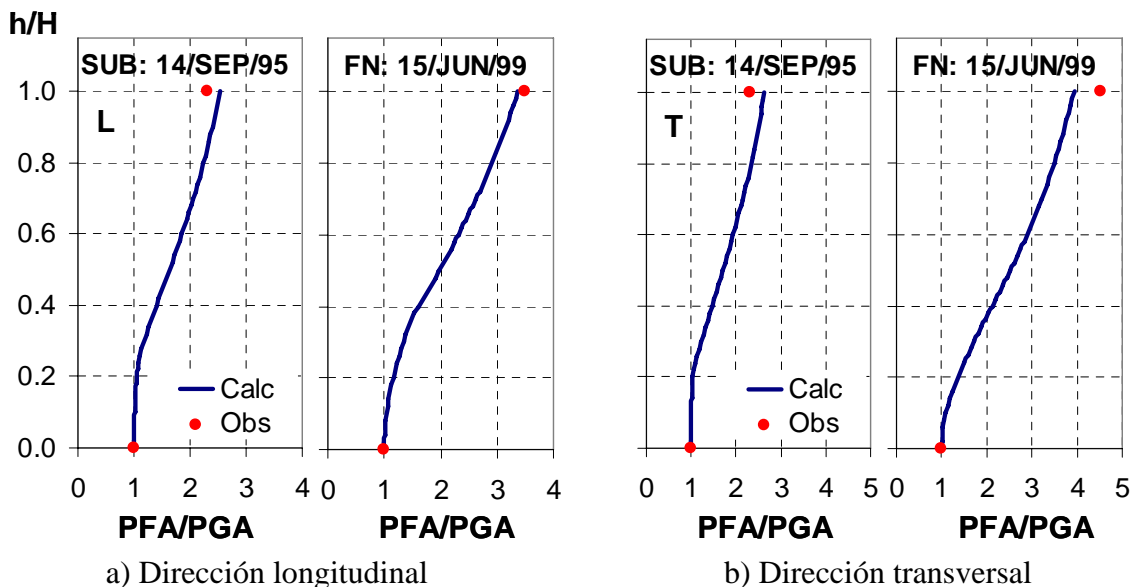 h/H
SUB: 14/SEP/95 FN: 15/JUN/99 SUB: 14/SEP/95 FN: 15/JUN/99
1.0
L T
0.8
0.6
0.4
0.2
Calc Calc
Obs Obs
0.0
0 1 2 3 4 0 1 2 3 4 0 1 2 3 4 5 0 1 2 3 4 5
PFA/PGA PFA/PGA PFA/PGA PFA/PGA
a) Dirección longitudinal b) Dirección transversal